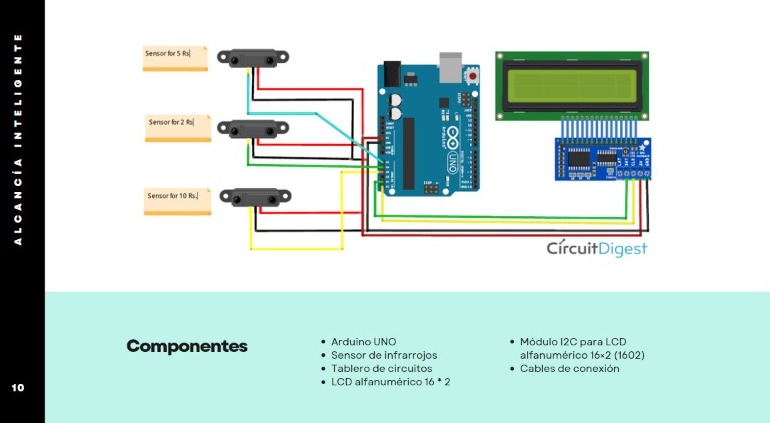 ALCANCÍA INTELIGENTE
10
Sensor for 5 Rs
Sensor for 2 Rs
Sensor for 10 Rs.
UNO
CircuitDigest
Componentes
Arduino UNO
Sensor de infrarrojos
Tablero de circuitos
LCD alfanumérico 16 * 2
Módulo I2C para LCD
alfanumérico 16×2 (1602)
Cables de conexión